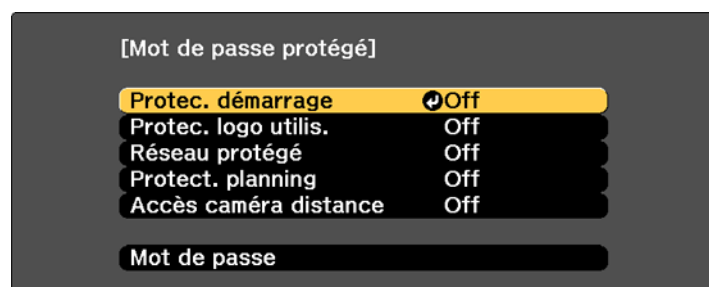 [Mot de passe protégé]
Protec. démarrage Off
Protec. logo utilis. Off
Réseau protégé Off
Protect. planning Off
Accès caméra distance Off
Mot de passe